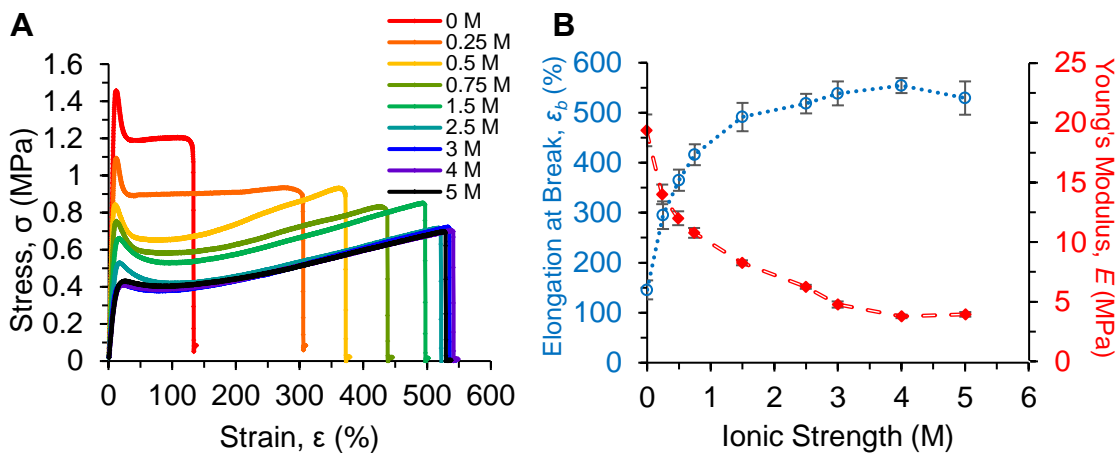 A
0 M
0.25 M
0.5 M
0.75 M
1.5 M
2.5 M
3 M
4 M
5 M
1.6
1.4
1.2
1
0.8
0.6
0.4
0.2
0
Stress, σ (MPa)
0 100 200 300 400 500 600
Strain, ε (%)
B
600
500
400
300
200
100
0
Elongation at Break, εb (%)
25
20
15
10
5
0
Young's Modulus, E (MPa)
0 1 2 3 4 5 6
Ionic Strength (M)